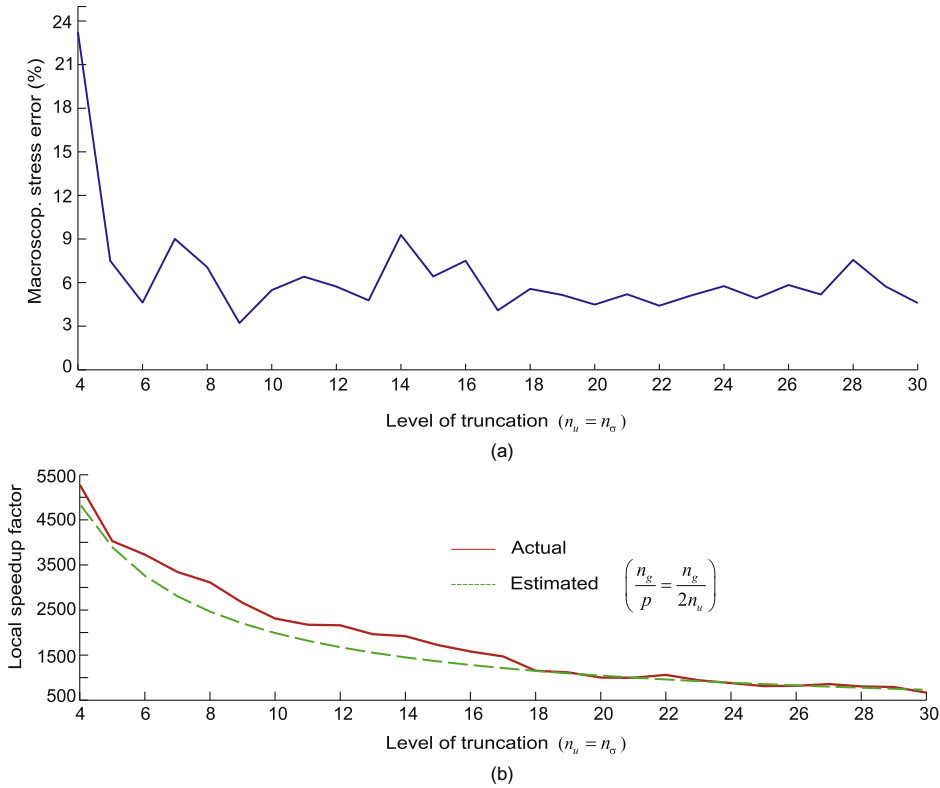 Macroscop. stress error (%)
24
21
18
15
12
9
6
3
0
4 6 8 10 12 14 16 18 20 22 24 26 28 30
Level of truncation (n_u = n_σ)
(a)
Local speedup factor
5500
4500
3500
2500
1500
500
Actual
Estimated (n_g/p = n_g/2n_u)
4 6 8 10 12 14 16 18 20 22 24 26 28 30
Level of truncation (n_u = n_σ)
(b)